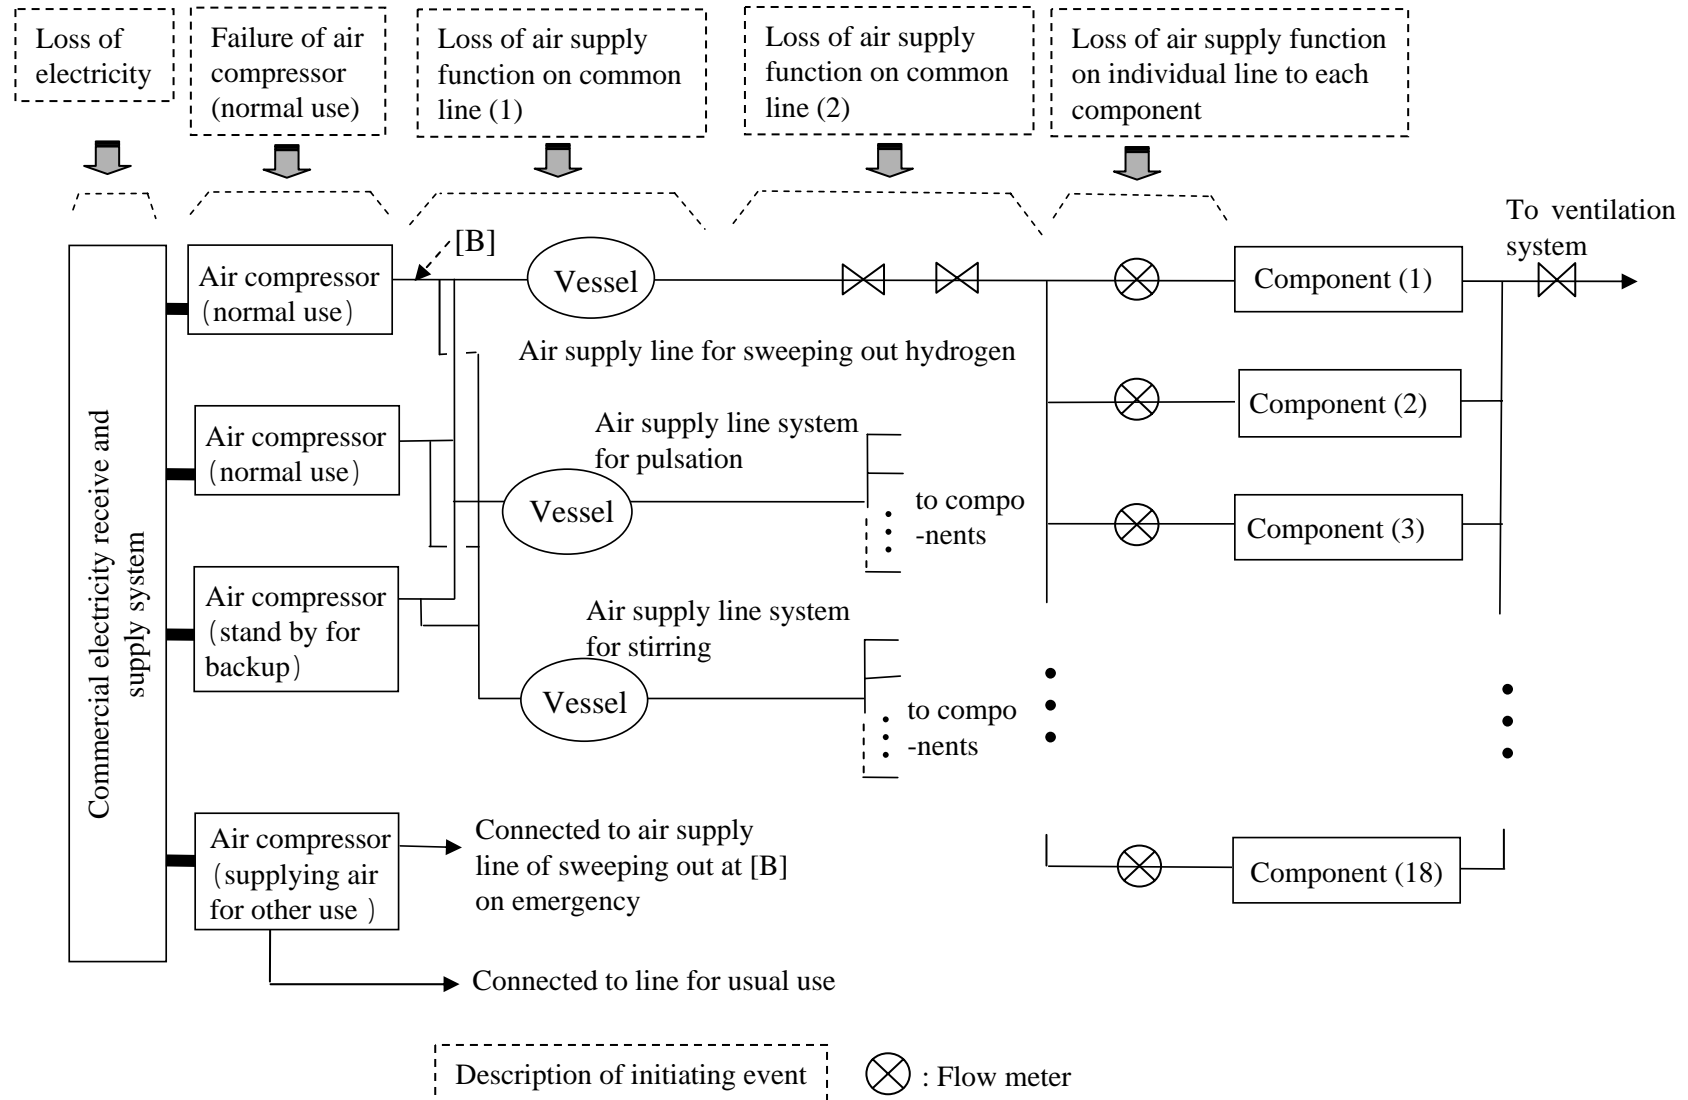 Loss of
electricity
Failure of air
compressor
(normal use)
Loss of air supply
function on common
line (1)
Loss of air supply
function on common
line (2)
Loss of air supply function
on individual line to each
component
To ventilation
system
[B]
Commercial electricity receive and
supply system
Air compressor
(normal use)
Vessel
Component (1)
Air supply line for sweeping out hydrogen
Component (2)
Air compressor
(normal use)
Air supply line system
for pulsation
Vessel
to compo
-nents
Component (3)
Air compressor
(stand by for
backup)
Air supply line system
for stirring
Vessel
to compo
-nents
Air compressor
(supplying air
for other use )
Connected to air supply
line of sweeping out at [B]
on emergency
Component (18)
Connected to line for usual use
Description of initiating event
: Flow meter